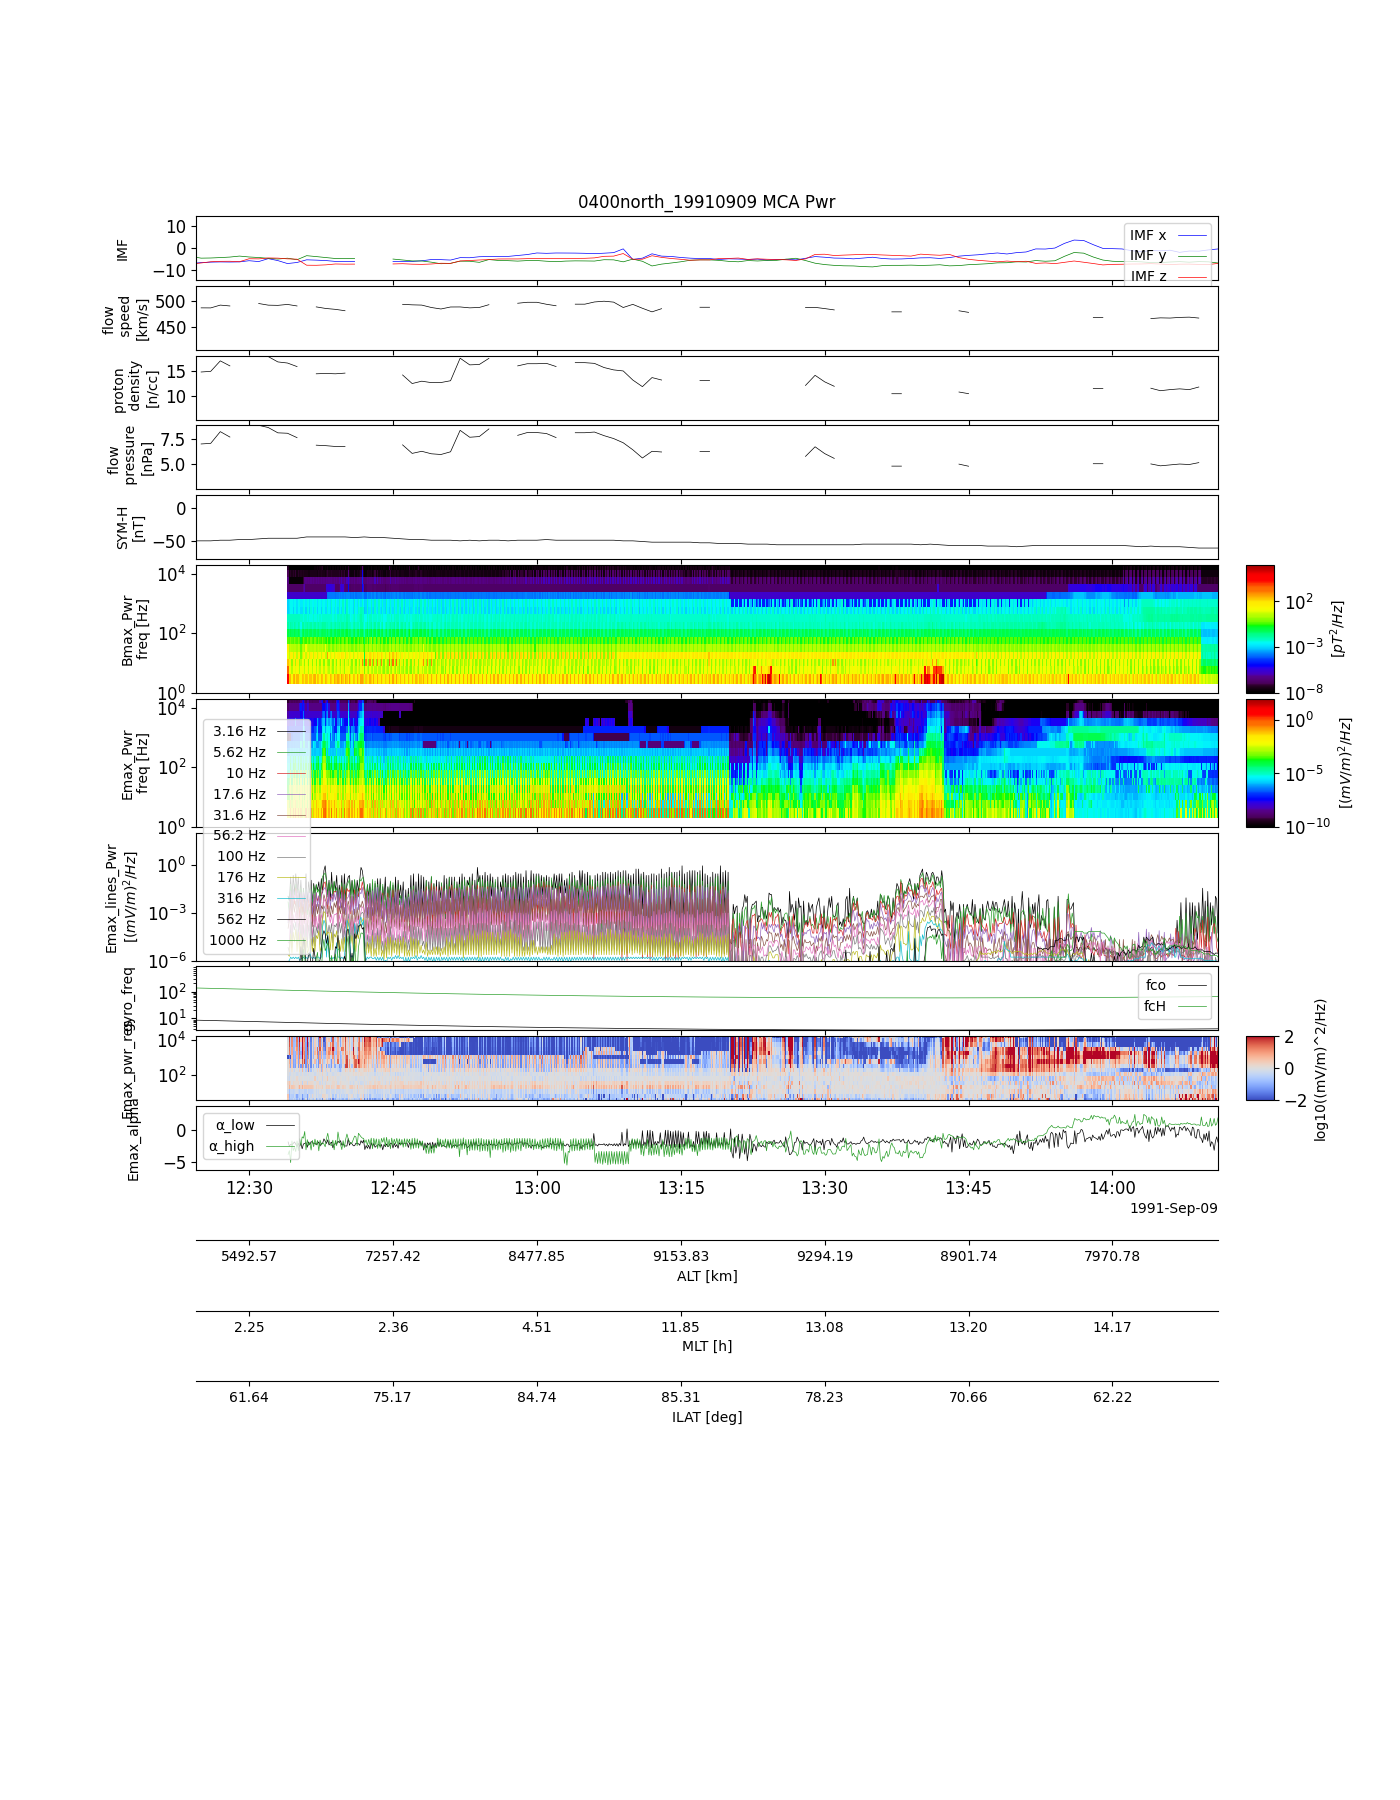 0400north_19910909 MCA Pwr
10
0
−10
IMF
IMF x
IMF y
IMF z
500
450
flow
speed
[km/s]
15
10
proton
density
[n/cc]
7.5
5.0
flow
pressure
[nPa]
0
−50
SYM-H
[nT]
10^4
10^2
10^0
Bmax_Pwr
freq [Hz]
10^2
10^−3
10^−8
[pT^2/Hz]
10^4
10^2
10^0
Emax_Pwr
freq [Hz]
10^0
10^−5
10^−10
[(mV/m)^2/Hz]
3.16 Hz
5.62 Hz
10 Hz
17.6 Hz
31.6 Hz
56.2 Hz
100 Hz
176 Hz
316 Hz
562 Hz
1000 Hz
10^0
10^−3
10^−6
Emax_lines_Pwr
[(mV/m)^2/Hz]
10^2
10^1
gyro_freq
fco
fcH
10^4
10^2
Emax_pwr_reg
2
0
−2
log10((mV/m)^2/Hz)
0
−5
Emax_alpha
α_low
α_high
12:30 12:45 13:00 13:15 13:30 13:45 14:00
1991-Sep-09
5492.57 7257.42 8477.85 9153.83 9294.19 8901.74 7970.78
ALT [km]
2.25 2.36 4.51 11.85 13.08 13.20 14.17
MLT [h]
61.64 75.17 84.74 85.31 78.23 70.66 62.22
ILAT [deg]